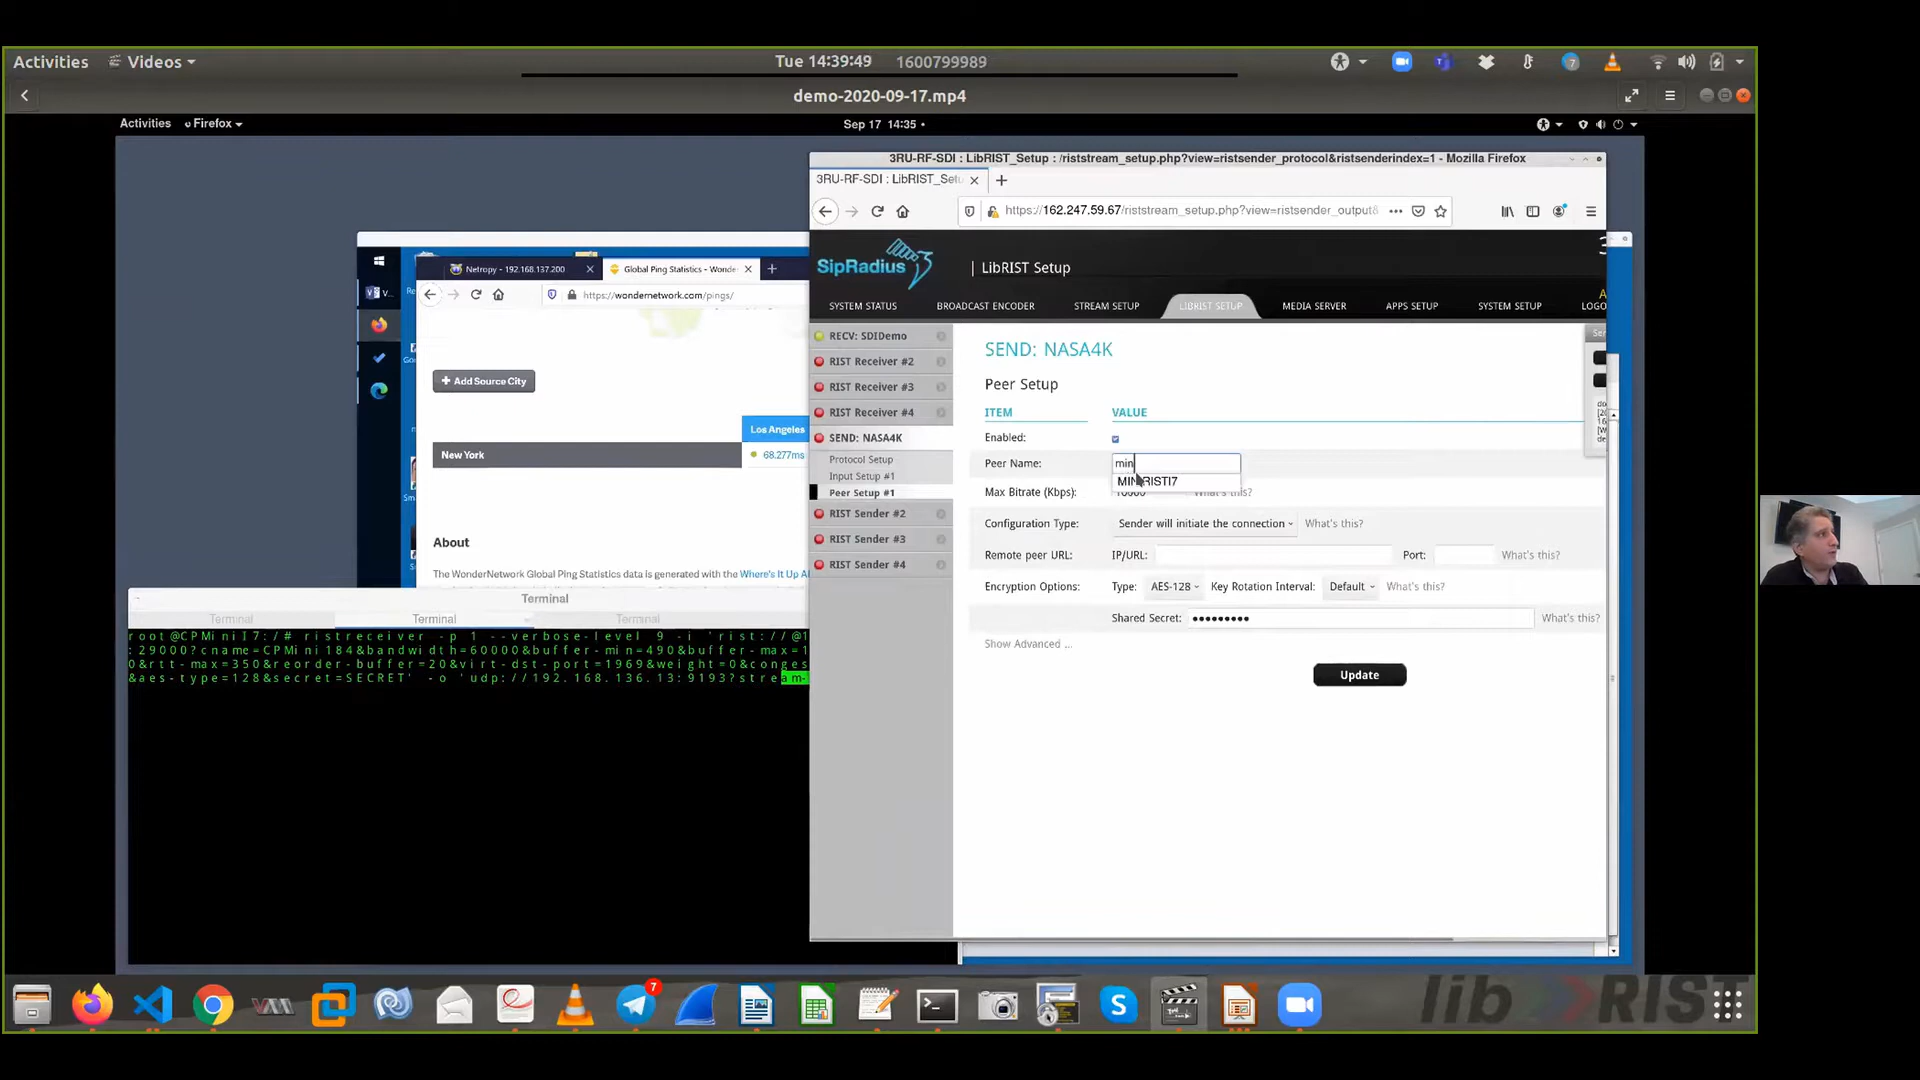 Activities Videos Tue 14:39:49 1600799989
demo-2020-09-17.mp4
Activities Firefox Sep 17 14:35
3RU-RF-SDI : LibRIST_Setup : /riststream_setup.php?view=ristsender_protocol&ristsenderindex=1 - Mozilla Firefox
3RU-RF-SDI : LibRIST_Setu
https://162.247.59.67/riststream_setup.php?view=ristsender_output&
SipRadius | LibRIST Setup
SYSTEM STATUS BROADCAST ENCODER STREAM SETUP LIBRIST SETUP MEDIA SERVER APPS SETUP SYSTEM SETUP LOGO
RECV: SDIDemo
RIST Receiver #2
RIST Receiver #3
RIST Receiver #4
SEND: NASA4K
Protocol Setup
Input Setup #1
Peer Setup #1
RIST Sender #2
RIST Sender #3
RIST Sender #4
SEND: NASA4K
Peer Setup
ITEM VALUE
Enabled:
Peer Name: min
Max Bitrate (Kbps): What's this?
Configuration Type: Sender will initiate the connection What's this?
Remote peer URL: IP/URL: Port: What's this?
Encryption Options: Type: AES-128 Key Rotation Interval: Default What's this?
Shared Secret: ••••••••• What's this?
Show Advanced ...
Update
Netropy - 192.168.137.200 Global Ping Statistics - Wonde
https://wondernetwork.com/pings/
+ Add Source City
Los Angeles
New York 68.277ms
About
The WonderNetwork Global Ping Statistics data is generated with the Where's It Up A
Terminal
Terminal Terminal Terminal
root@CPMiniI7:/# ristreceiver -p 1 --verbose-level 9 -i 'rist://@1
:29000?cname=CPMini184&bandwidth=60000&buffer-min=490&buffer-max=1
0&rtt-max=350&reorder-buffer=20&virt-dst-port=1969&weight=0&conges
&aes-type=128&secret=SECRET' -o 'udp://192.168.136.13:9193?stream-
7
lib RIST